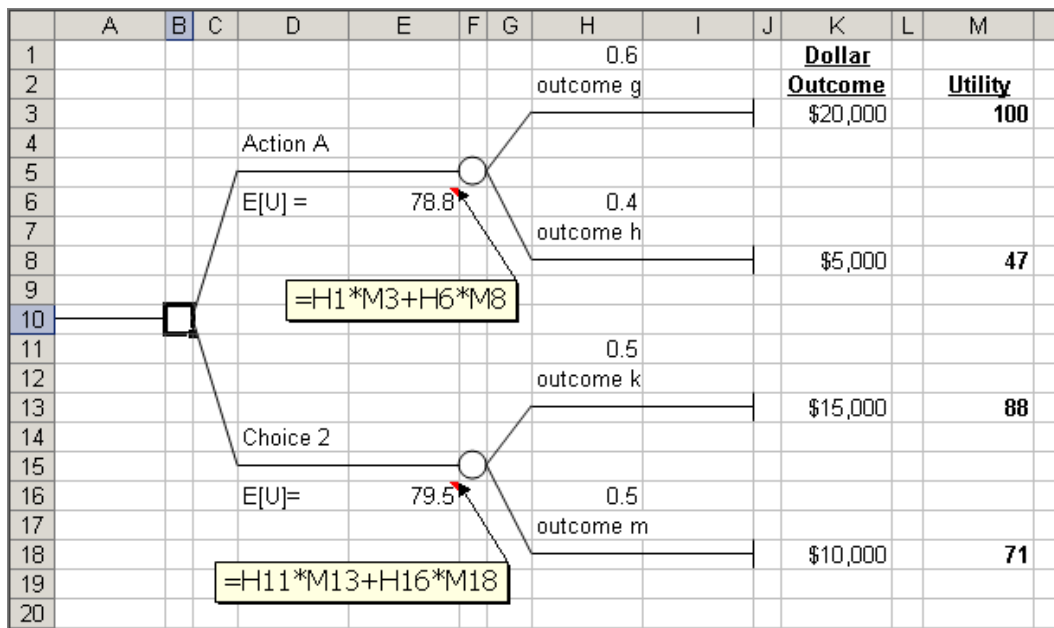 A B C D E F G H I J K L M
1 0.6 Dollar
2 outcome g Outcome Utility
3 $20,000 100
4 Action A
5
6 E[U] = 78.8 0.4
7 outcome h
8 $5,000 47
9
=H1*M3+H6*M8
10
11 0.5
12 outcome k
13 $15,000 88
14 Choice 2
15
16 E[U]= 79.5 0.5
17 outcome m
18 $10,000 71
19
=H11*M13+H16*M18
20